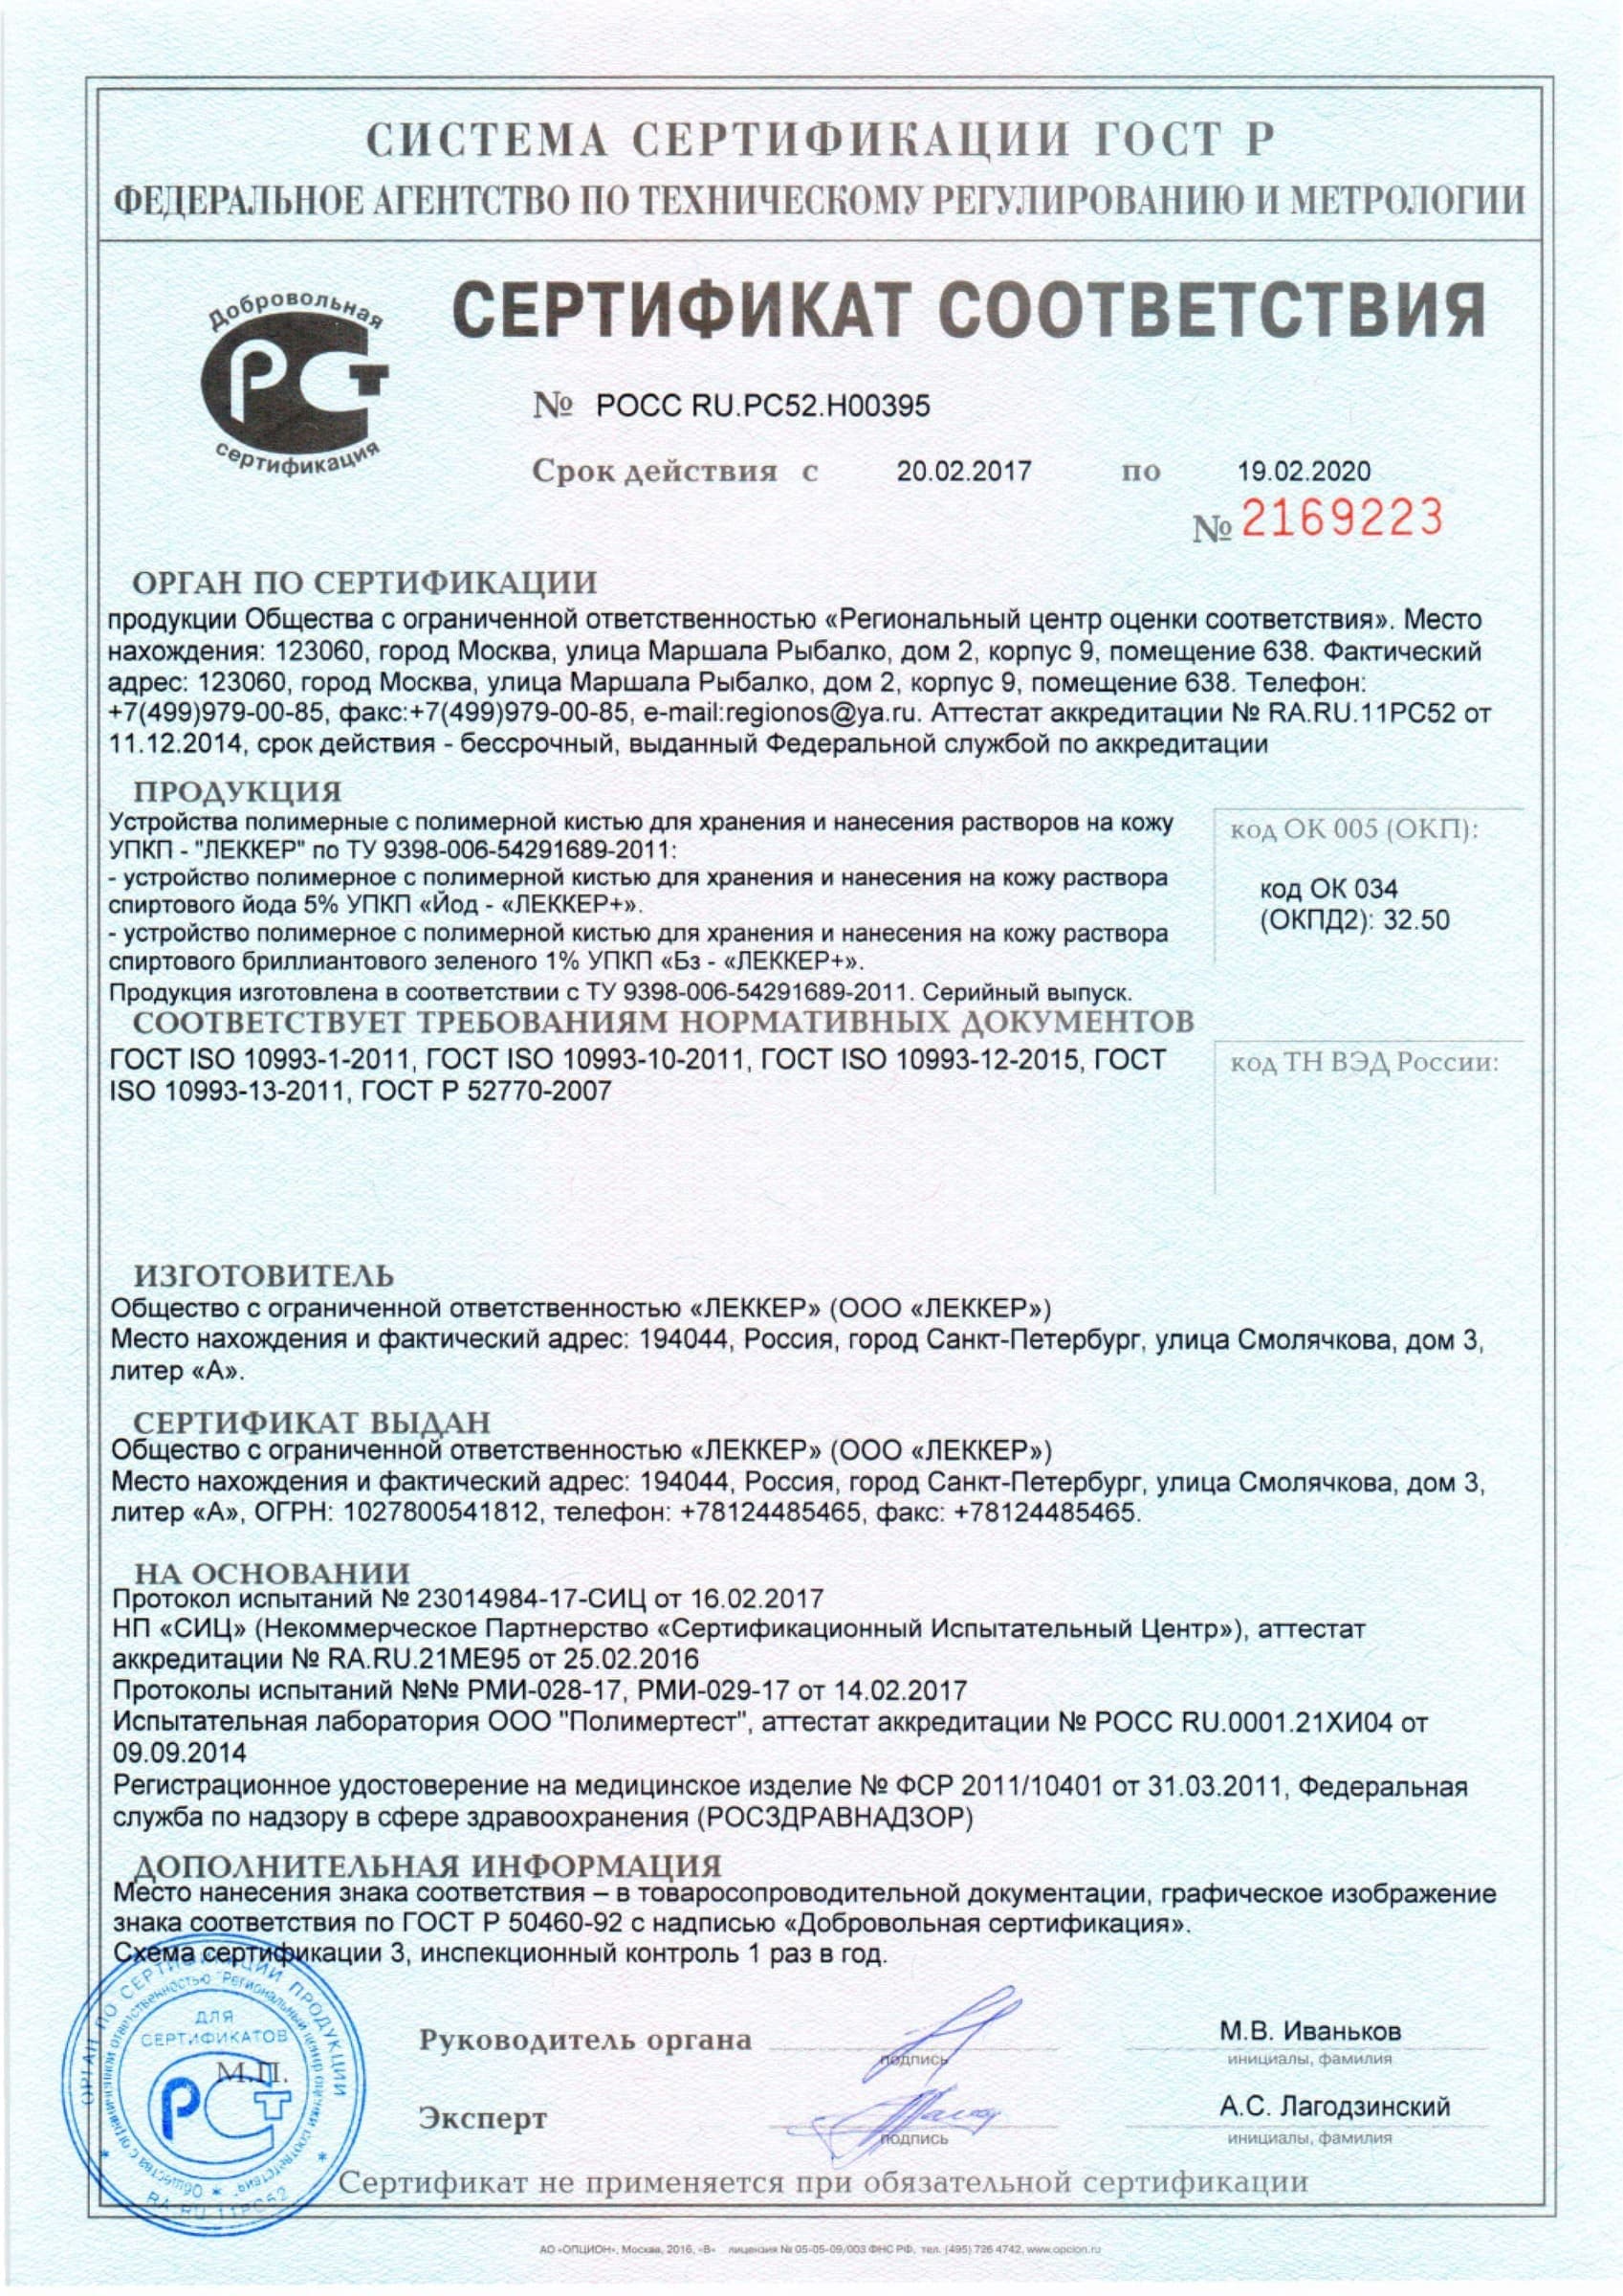 СИСТЕМА СЕРТИФИКАЦИИ ГОСТ Р
ФЕДЕРАЛЬНОЕ АГЕНТСТВО ПО ТЕХНИЧЕСКОМУ РЕГУЛИРОВАНИЮ И МЕТРОЛОГИИ
Добровольная
РСТ
сертификация
СЕРТИФИКАТ СООТВЕТСТВИЯ
№ РОСС RU.РС52.Н00395
Срок действия с 20.02.2017 по 19.02.2020
№ 2169223
ОРГАН ПО СЕРТИФИКАЦИИ
продукции Общества с ограниченной ответственностью «Региональный центр оценки соответствия». Место
нахождения: 123060, город Москва, улица Маршала Рыбалко, дом 2, корпус 9, помещение 638. Фактический
адрес: 123060, город Москва, улица Маршала Рыбалко, дом 2, корпус 9, помещение 638. Телефон:
+7(499)979-00-85, факс:+7(499)979-00-85, e-mail:regionos@ya.ru. Аттестат аккредитации № RA.RU.11РС52 от
11.12.2014, срок действия - бессрочный, выданный Федеральной службой по аккредитации
ПРОДУКЦИЯ
Устройства полимерные с полимерной кистью для хранения и нанесения растворов на кожу
УПКП - "ЛЕККЕР" по ТУ 9398-006-54291689-2011:
- устройство полимерное с полимерной кистью для хранения и нанесения на кожу раствора
спиртового йода 5% УПКП «Йод - «ЛЕККЕР+».
- устройство полимерное с полимерной кистью для хранения и нанесения на кожу раствора
спиртового бриллиантового зеленого 1% УПКП «Бз - «ЛЕККЕР+».
Продукция изготовлена в соответствии с ТУ 9398-006-54291689-2011. Серийный выпуск.
код ОК 005 (ОКП):
код ОК 034
(ОКПД2): 32.50
СООТВЕТСТВУЕТ ТРЕБОВАНИЯМ НОРМАТИВНЫХ ДОКУМЕНТОВ
ГОСТ ISO 10993-1-2011, ГОСТ ISO 10993-10-2011, ГОСТ ISO 10993-12-2015, ГОСТ
ISO 10993-13-2011, ГОСТ Р 52770-2007
код ТН ВЭД России:
ИЗГОТОВИТЕЛЬ
Общество с ограниченной ответственностью «ЛЕККЕР» (ООО «ЛЕККЕР»)
Место нахождения и фактический адрес: 194044, Россия, город Санкт-Петербург, улица Смолячкова, дом 3,
литер «А».
СЕРТИФИКАТ ВЫДАН
Общество с ограниченной ответственностью «ЛЕККЕР» (ООО «ЛЕККЕР»)
Место нахождения и фактический адрес: 194044, Россия, город Санкт-Петербург, улица Смолячкова, дом 3,
литер «А», ОГРН: 1027800541812, телефон: +78124485465, факс: +78124485465.
НА ОСНОВАНИИ
Протокол испытаний № 23014984-17-СИЦ от 16.02.2017
НП «СИЦ» (Некоммерческое Партнерство «Сертификационный Испытательный Центр»), аттестат
аккредитации № RA.RU.21МЕ95 от 25.02.2016
Протоколы испытаний №№ РМИ-028-17, РМИ-029-17 от 14.02.2017
Испытательная лаборатория ООО "Полимертест", аттестат аккредитации № РОСС RU.0001.21ХИ04 от
09.09.2014
Регистрационное удостоверение на медицинское изделие № ФСР 2011/10401 от 31.03.2011, Федеральная
служба по надзору в сфере здравоохранения (РОСЗДРАВНАДЗОР)
ДОПОЛНИТЕЛЬНАЯ ИНФОРМАЦИЯ
Место нанесения знака соответствия – в товаросопроводительной документации, графическое изображение
знака соответствия по ГОСТ Р 50460-92 с надписью «Добровольная сертификация».
Схема сертификации 3, инспекционный контроль 1 раз в год.
ОРГАН ПО СЕРТИФИКАЦИИ ПРОДУКЦИИ
Общества с ограниченной ответственностью "Региональный центр оценки соответствия"
RA.RU.11РС52
ДЛЯ
СЕРТИФИКАТОВ
М.П.
РСТ
Руководитель органа
подпись
М.В. Иваньков
инициалы, фамилия
Эксперт
подпись
А.С. Лагодзинский
инициалы, фамилия
Сертификат не применяется при обязательной сертификации
АО «ОПЦИОН», Москва, 2016, «В» лицензия № 05-05-09/003 ФНС РФ, тел. (495) 726 4742, www.opcion.ru